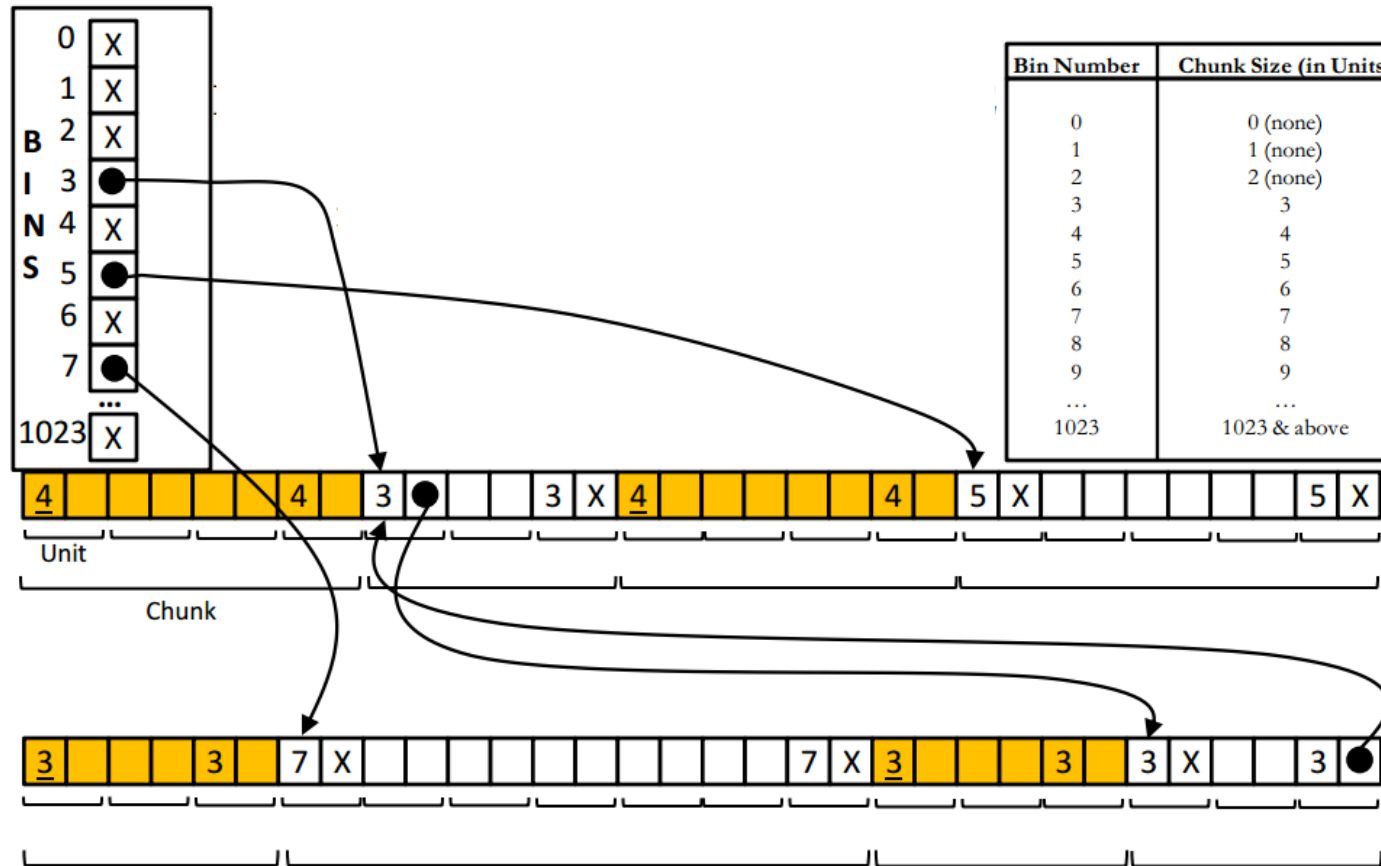 0 X
1 X
2 X
3
4 X
5
6 X
7
...
1023 X
B
I
N
S
Bin Number Chunk Size (in Units
0 0 (none)
1 1 (none)
2 2 (none)
3 3
4 4
5 5
6 6
7 7
8 8
9 9
... ...
1023 1023 & above
4 4 3 3 X 4 4 5 X 5 X
Unit
Chunk
3 3 7 X 7 X 3 3 3 X 3